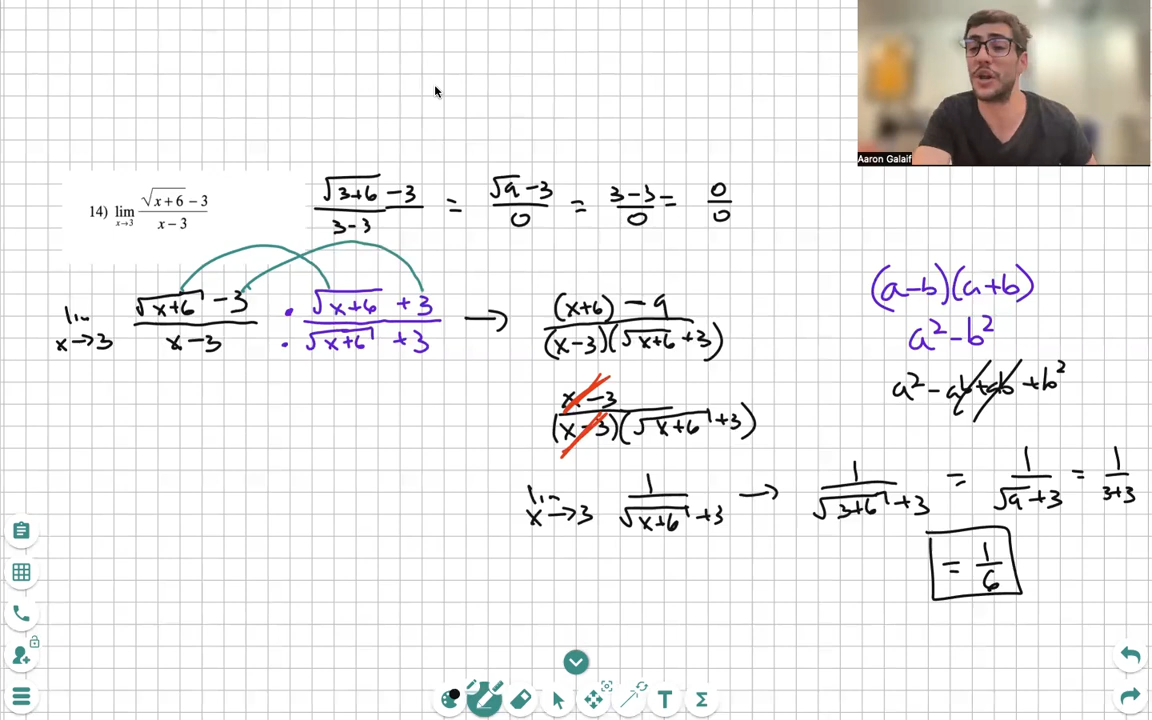 Aaron Galaif
14) lim x→3 (√(x+6) − 3)/(x − 3)
(√(3+6) − 3)/(3−3) = (√9 − 3)/0 = (3−3)/0 = 0/0
lim x→3 (√(x+6) − 3)/(x−3) · (√(x+6) + 3)/(√(x+6) + 3) → ((x+6) − 9)/((x−3)(√(x+6) + 3))
(a−b)(a+b)
a² − b²
a² − ab + ab + b²
(x−3)/((x−3)(√(x+6) + 3))
lim x→3 1/(√(x+6) + 3) → 1/(√(3+6) + 3) = 1/(√9 + 3) = 1/(3+3)
= 1/6
T
Σ